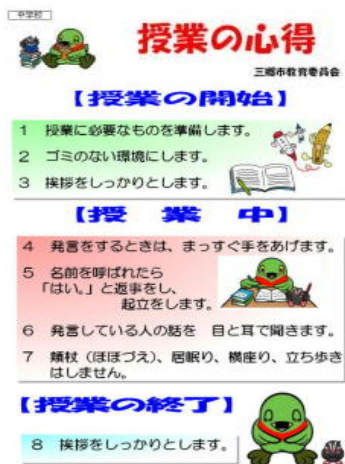 中学校
授業の心得
三郷市教育委員会
【授業の開始】
1 授業に必要なものを準備します。
2 ゴミのない環境にします。
3 挨拶をしっかりとします。
【授 業 中】
4 発言をするときは、まっすぐ手をあげます。
5 名前を呼ばれたら
「はい。」と返事をし、
起立をします。
6 発言している人の話を 目と耳で聞きます。
7 頬杖（ほほづえ）、居眠り、横座り、立ち歩き
はしません。
【授業の終了】
8 挨拶をしっかりとします。